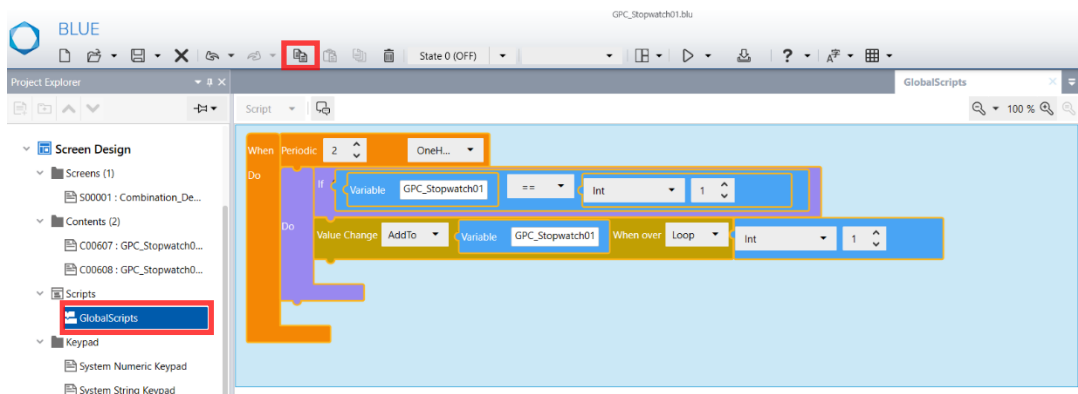 GPC_Stopwatch01.blu
BLUE
State 0 (OFF)
?
Project Explorer
GlobalScripts
Script
100 %
Screen Design
Screens (1)
S00001 : Combination_De...
Contents (2)
C00607 : GPC_Stopwatch0...
C00608 : GPC_Stopwatch0...
Scripts
GlobalScripts
Keypad
System Numeric Keypad
System String Keypad
When Periodic 2 OneH...
Do
If Variable GPC_Stopwatch01 == Int 1
Do Value Change AddTo Variable GPC_Stopwatch01 When over Loop Int 1